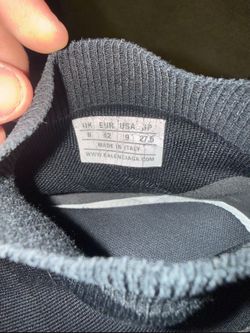 UK EUR USA JP
8 42 9 27.5
MADE IN ITALY
WWW.BALENCIAGA.COM